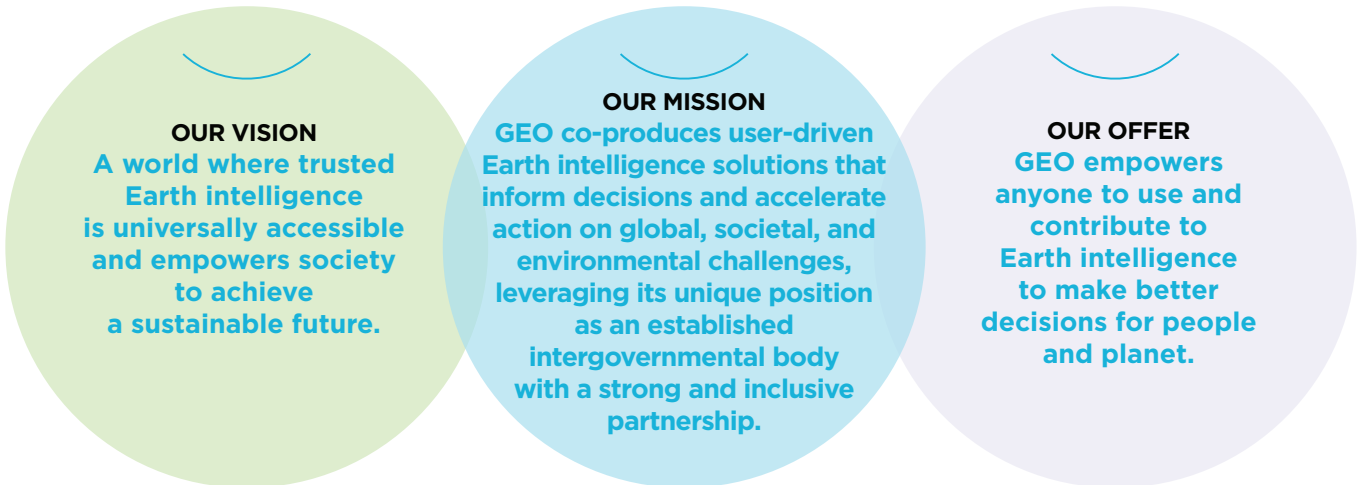 OUR VISION
A world where trusted
Earth intelligence
is universally accessible
and empowers society
to achieve
a sustainable future.
OUR MISSION
GEO co-produces user-driven
Earth intelligence solutions that
inform decisions and accelerate
action on global, societal, and
environmental challenges,
leveraging its unique position
as an established
intergovernmental body
with a strong and inclusive
partnership.
OUR OFFER
GEO empowers
anyone to use and
contribute to
Earth intelligence
to make better
decisions for people
and planet.